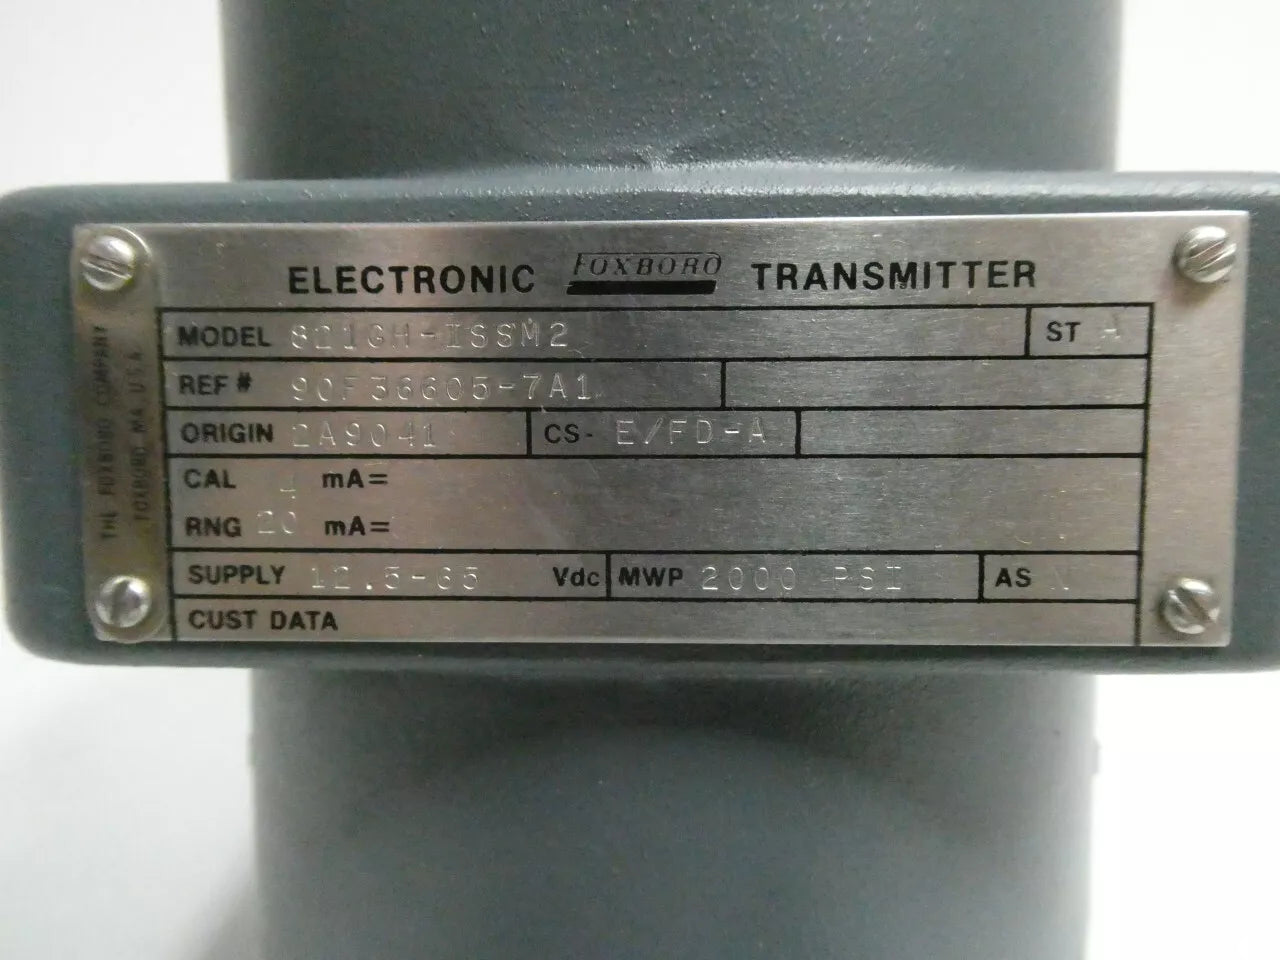 ELECTRONIC FOXBORO TRANSMITTER
MODEL 821GH-ISSM2 ST A
REF # 90F36605-7A1
ORIGIN 2A9041 CS- E/FD-A
CAL 4 mA=
RNG 20 mA=
SUPPLY 12.5-65 Vdc MWP 2000 PSI AS N
CUST DATA
THE FOXBORO COMPANY
FOXBORO, MA. U.S.A.